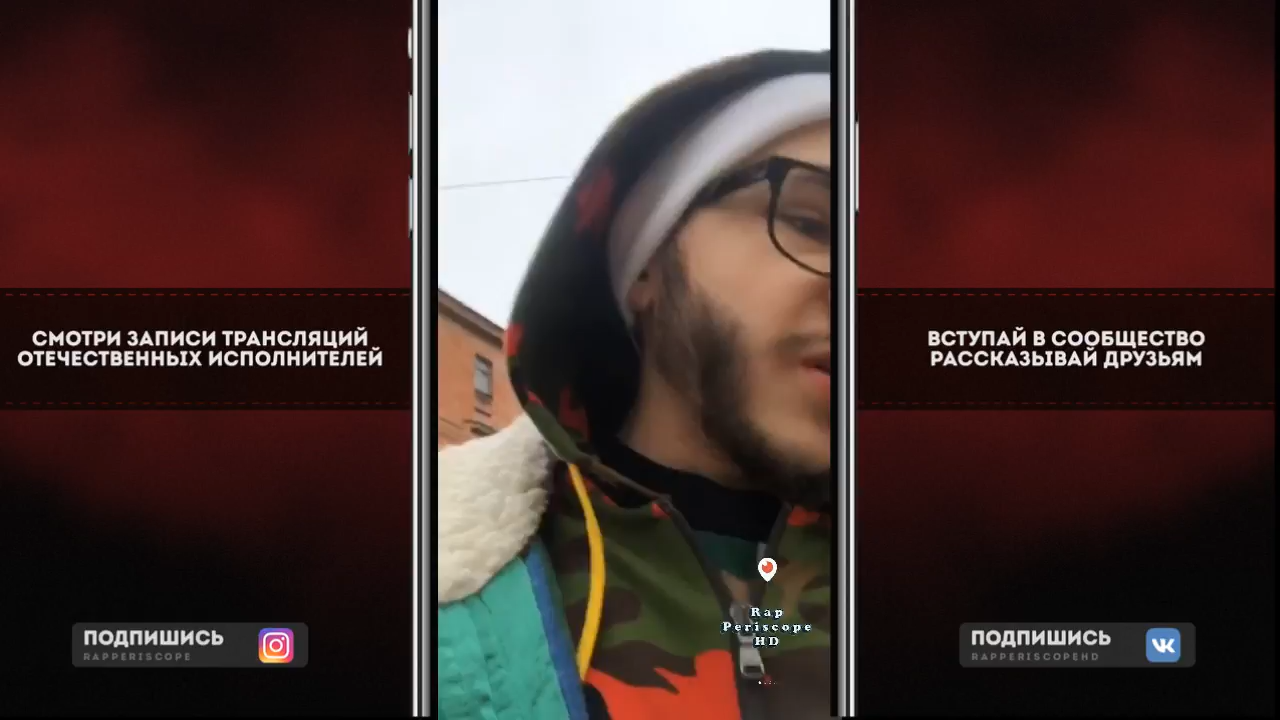 СМОТРИ ЗАПИСИ ТРАНСЛЯЦИЙ
ОТЕЧЕСТВЕННЫХ ИСПОЛНИТЕЛЕЙ
ВСТУПАЙ В СООБЩЕСТВО
РАССКАЗЫВАЙ ДРУЗЬЯМ
Rap
Periscope
HD
ПОДПИШИСЬ
RAPPERISCOPE
ПОДПИШИСЬ
RAPPERISCOPEHD